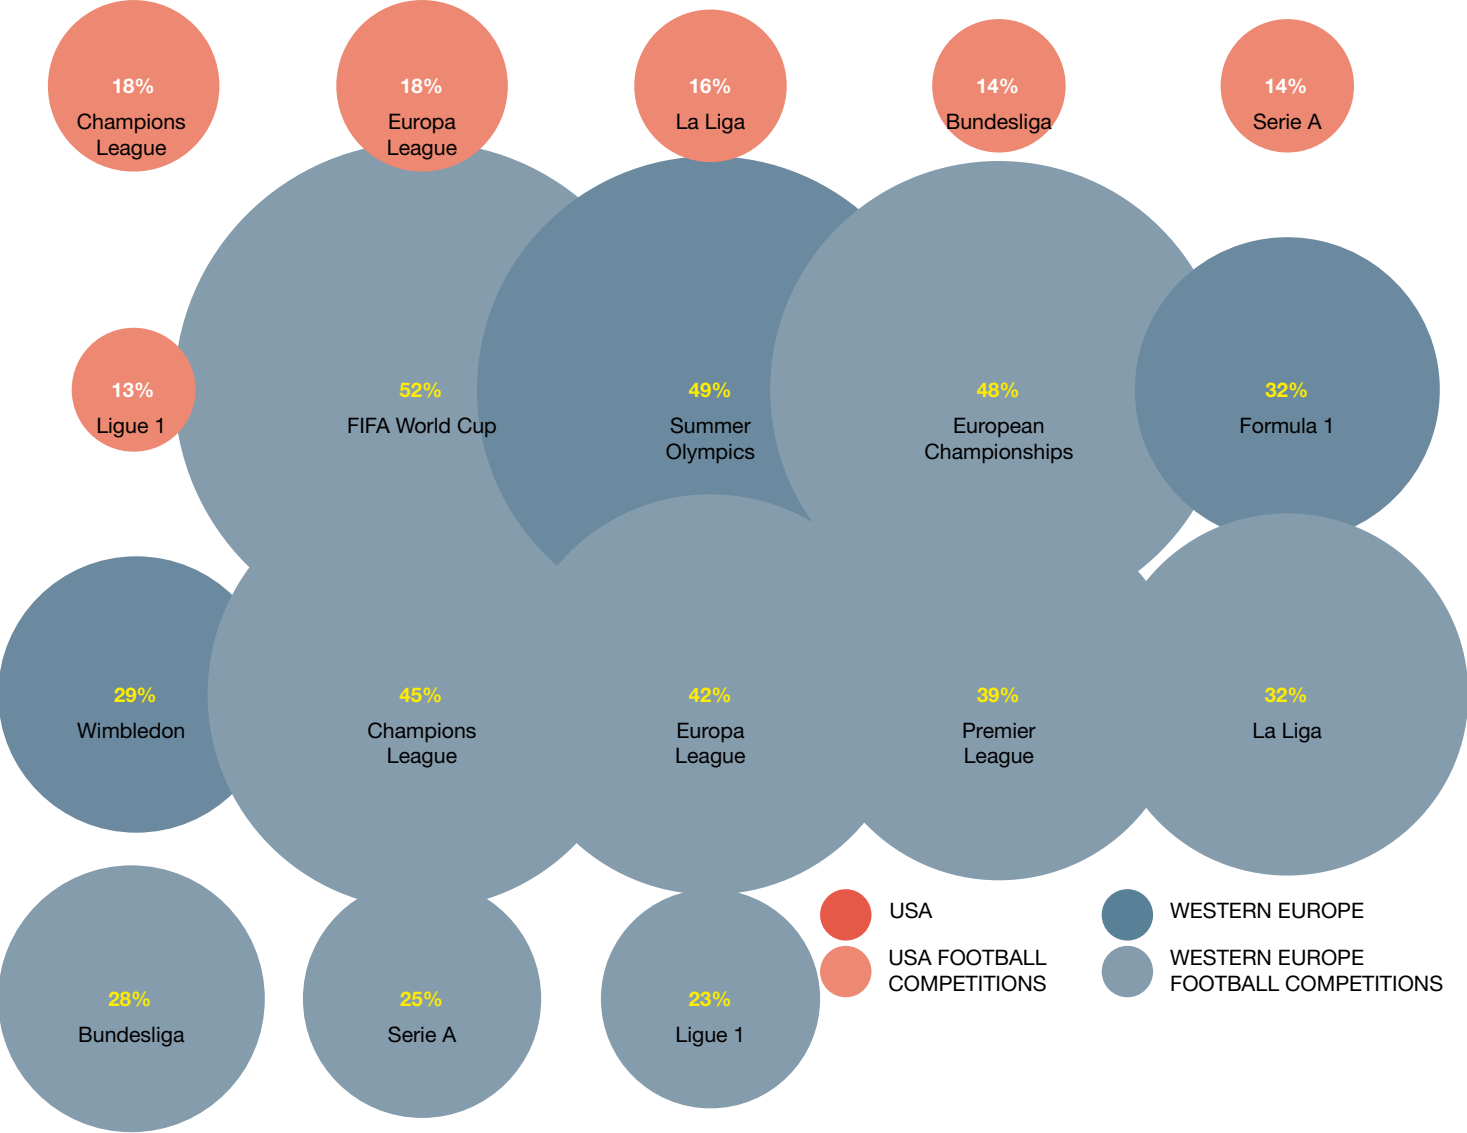 18%
Champions
League
18%
Europa
League
16%
La Liga
14%
Bundesliga
14%
Serie A
13%
Ligue 1
52%
FIFA World Cup
49%
Summer
Olympics
48%
European
Championships
32%
Formula 1
29%
Wimbledon
45%
Champions
League
42%
Europa
League
39%
Premier
League
32%
La Liga
28%
Bundesliga
25%
Serie A
23%
Ligue 1
USA
USA FOOTBALL
COMPETITIONS
WESTERN EUROPE
WESTERN EUROPE
FOOTBALL COMPETITIONS